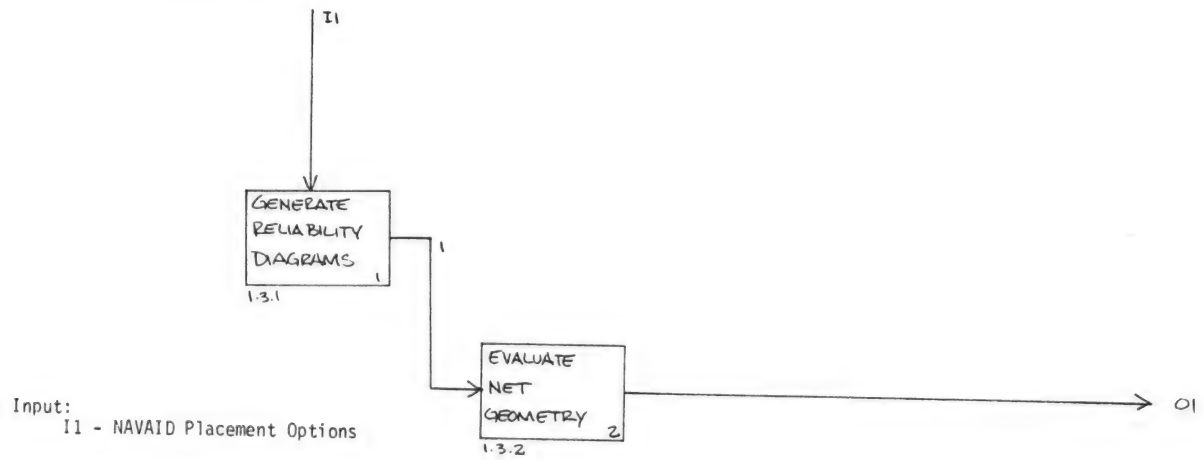 I1
GENERATE
RELIABILITY
DIAGRAMS
1
1.3.1
1
EVALUATE
NET
GEOMETRY
2
1.3.2
O1
Input:
I1 - NAVAID Placement Options